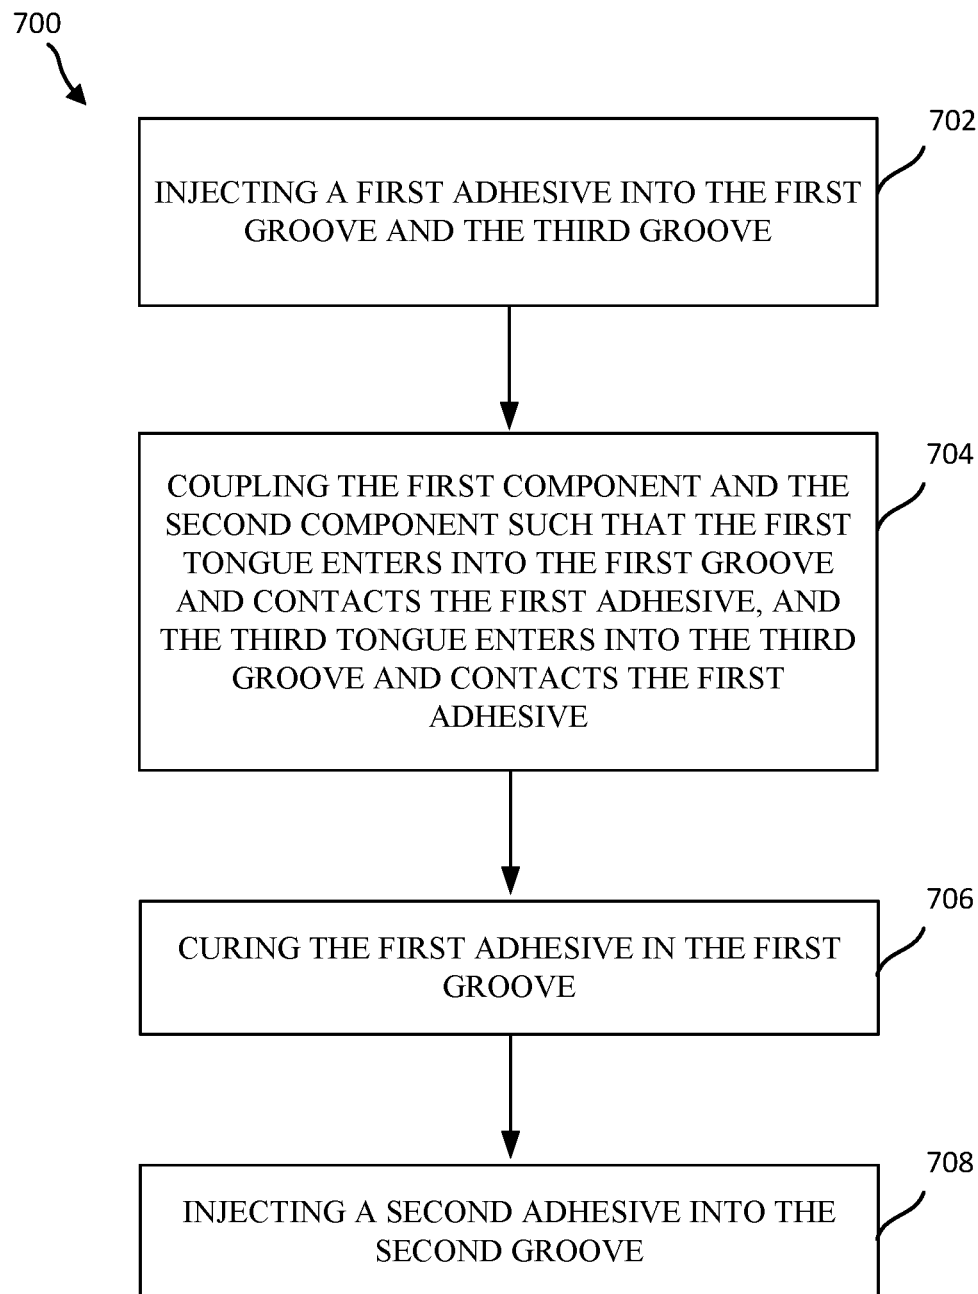 700
702
INJECTING A FIRST ADHESIVE INTO THE FIRST
GROOVE AND THE THIRD GROOVE
704
COUPLING THE FIRST COMPONENT AND THE
SECOND COMPONENT SUCH THAT THE FIRST
TONGUE ENTERS INTO THE FIRST GROOVE
AND CONTACTS THE FIRST ADHESIVE, AND
THE THIRD TONGUE ENTERS INTO THE THIRD
GROOVE AND CONTACTS THE FIRST
ADHESIVE
706
CURING THE FIRST ADHESIVE IN THE FIRST
GROOVE
708
INJECTING A SECOND ADHESIVE INTO THE
SECOND GROOVE